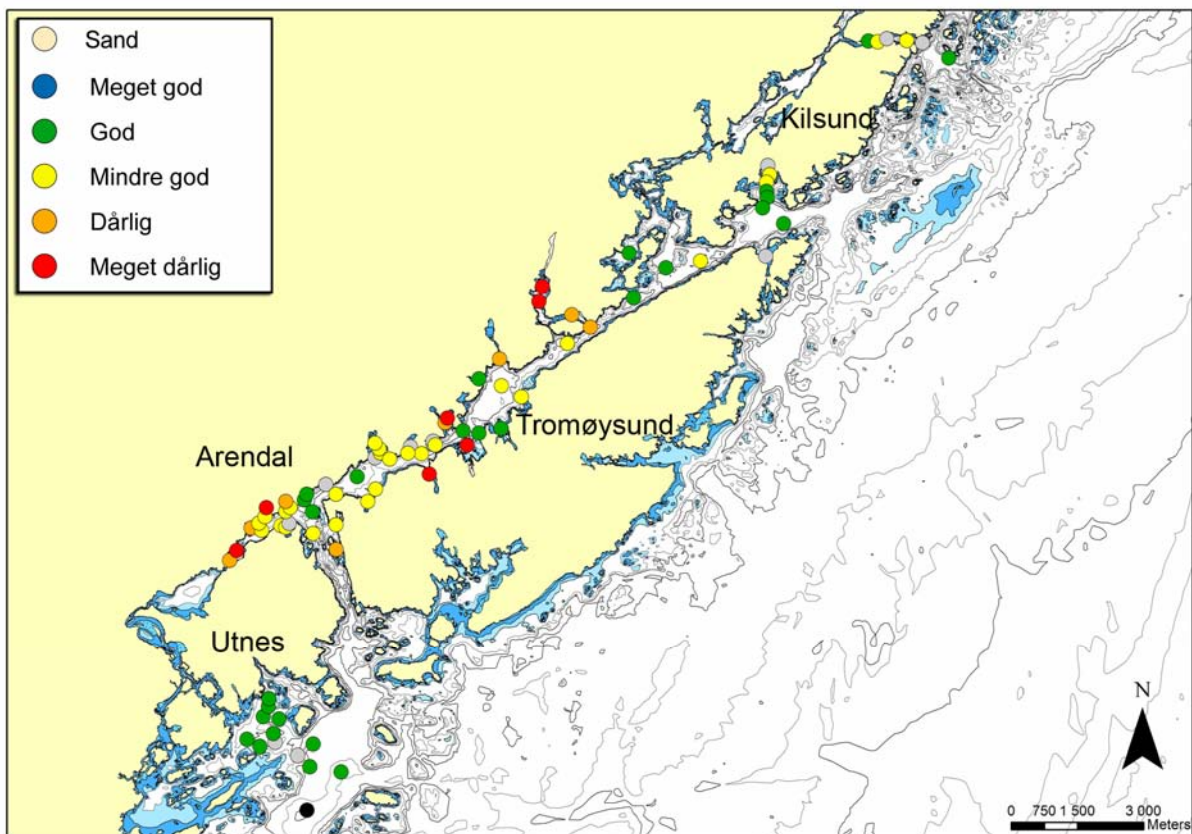 Sand
Meget god
God
Mindre god
Dårlig
Meget dårlig
Kilsund
Tromøysund
Arendal
Utnes
N
0 750 1 500 3 000
Meters